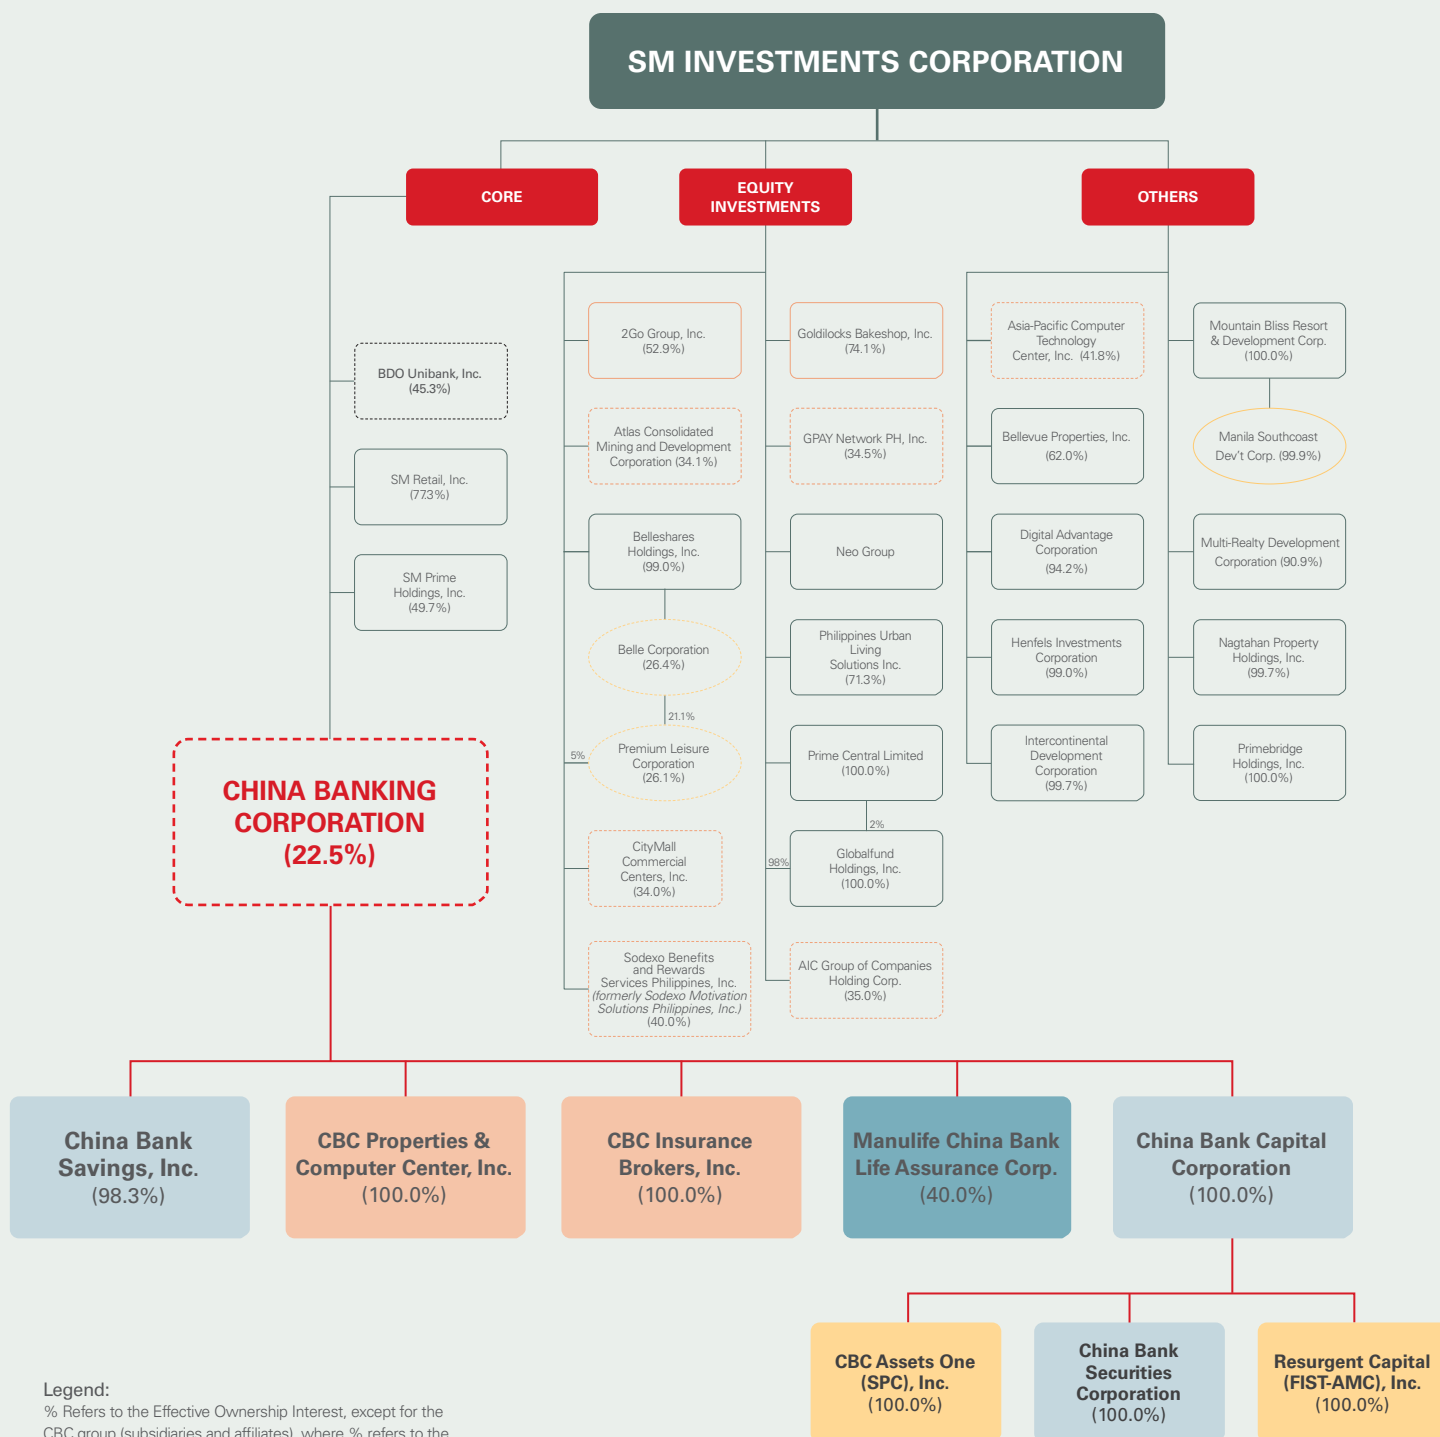 SM INVESTMENTS CORPORATION
CORE
EQUITY
INVESTMENTS
OTHERS
BDO Unibank, Inc.
(45.3%)
SM Retail, Inc.
(77.3%)
SM Prime
Holdings, Inc.
(49.7%)
2Go Group, Inc.
(52.9%)
Atlas Consolidated
Mining and Development
Corporation (34.1%)
Belleshares
Holdings, Inc.
(99.0%)
Belle Corporation
(26.4%)
21.1%
5%
Premium Leisure
Corporation
(26.1%)
CityMall
Commercial
Centers, Inc.
(34.0%)
Sodexo Benefits
and Rewards
Services Philippines, Inc.
(formerly Sodexo Motivation
Solutions Philippines, Inc.)
(40.0%)
Goldilocks Bakeshop, Inc.
(74.1%)
GPAY Network PH, Inc.
(34.5%)
Neo Group
Philippines Urban
Living
Solutions Inc.
(71.3%)
Prime Central Limited
(100.0%)
2%
98%
Globalfund
Holdings, Inc.
(100.0%)
AIC Group of Companies
Holding Corp.
(35.0%)
Asia-Pacific Computer
Technology
Center, Inc. (41.8%)
Bellevue Properties, Inc.
(62.0%)
Digital Advantage
Corporation
(94.2%)
Henfels Investments
Corporation
(99.0%)
Intercontinental
Development
Corporation
(99.7%)
Mountain Bliss Resort
& Development Corp.
(100.0%)
Manila Southcoast
Dev't Corp. (99.9%)
Multi-Realty Development
Corporation (90.9%)
Nagtahan Property
Holdings, Inc.
(99.7%)
Primebridge
Holdings, Inc.
(100.0%)
CHINA BANKING
CORPORATION
(22.5%)
China Bank
Savings, Inc.
(98.3%)
CBC Properties &
Computer Center, Inc.
(100.0%)
CBC Insurance
Brokers, Inc.
(100.0%)
Manulife China Bank
Life Assurance Corp.
(40.0%)
China Bank Capital
Corporation
(100.0%)
CBC Assets One
(SPC), Inc.
(100.0%)
China Bank
Securities
Corporation
(100.0%)
Resurgent Capital
(FIST-AMC), Inc.
(100.0%)
Legend:
% Refers to the Effective Ownership Interest, except for the
CBC group (subsidiaries and affiliates), where % refers to the